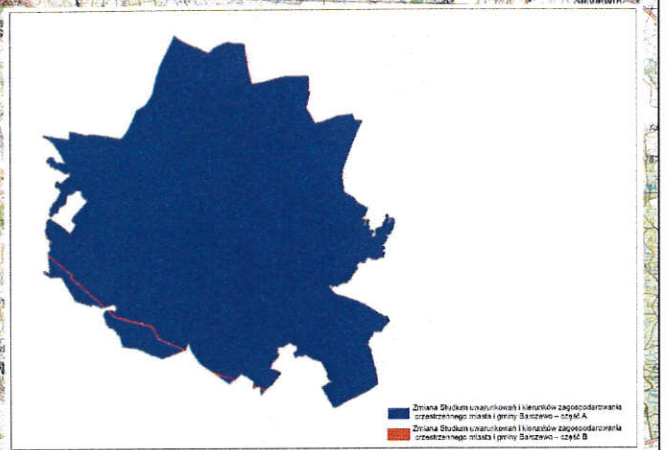 Zmiana Studium uwarunkowań i kierunków zagospodarowania
przestrzennego miasta i gminy Barczewo – część A
Zmiana Studium uwarunkowań i kierunków zagospodarowania
przestrzennego miasta i gminy Barczewo – część B